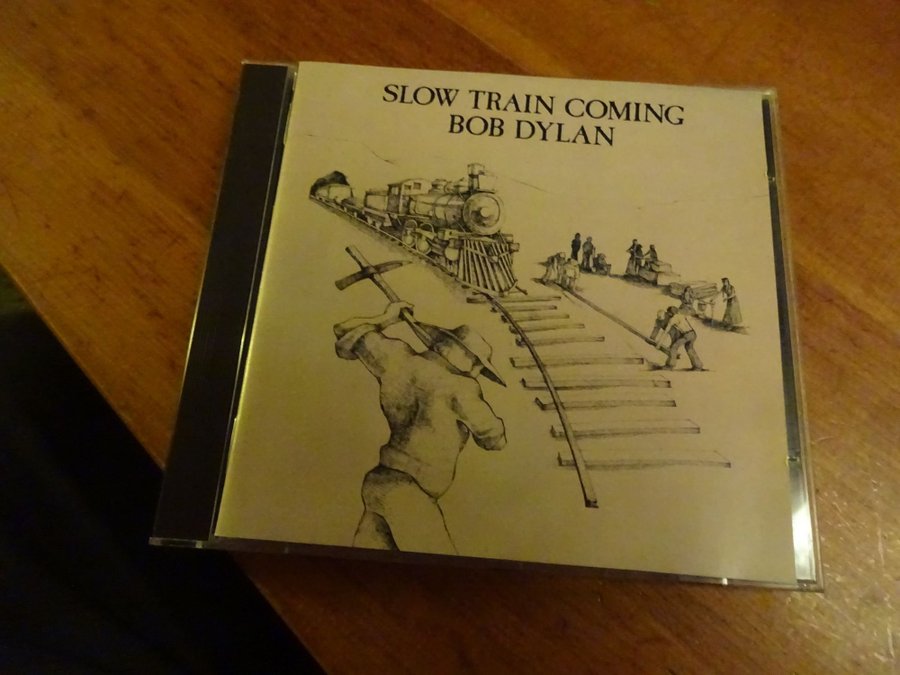 SLOW TRAIN COMING
BOB DYLAN